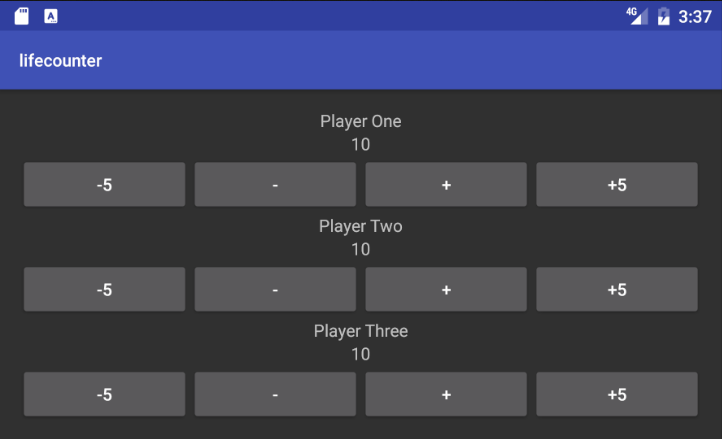 4G 3:37
lifecounter
Player One
10
-5 - + +5
Player Two
10
-5 - + +5
Player Three
10
-5 - + +5